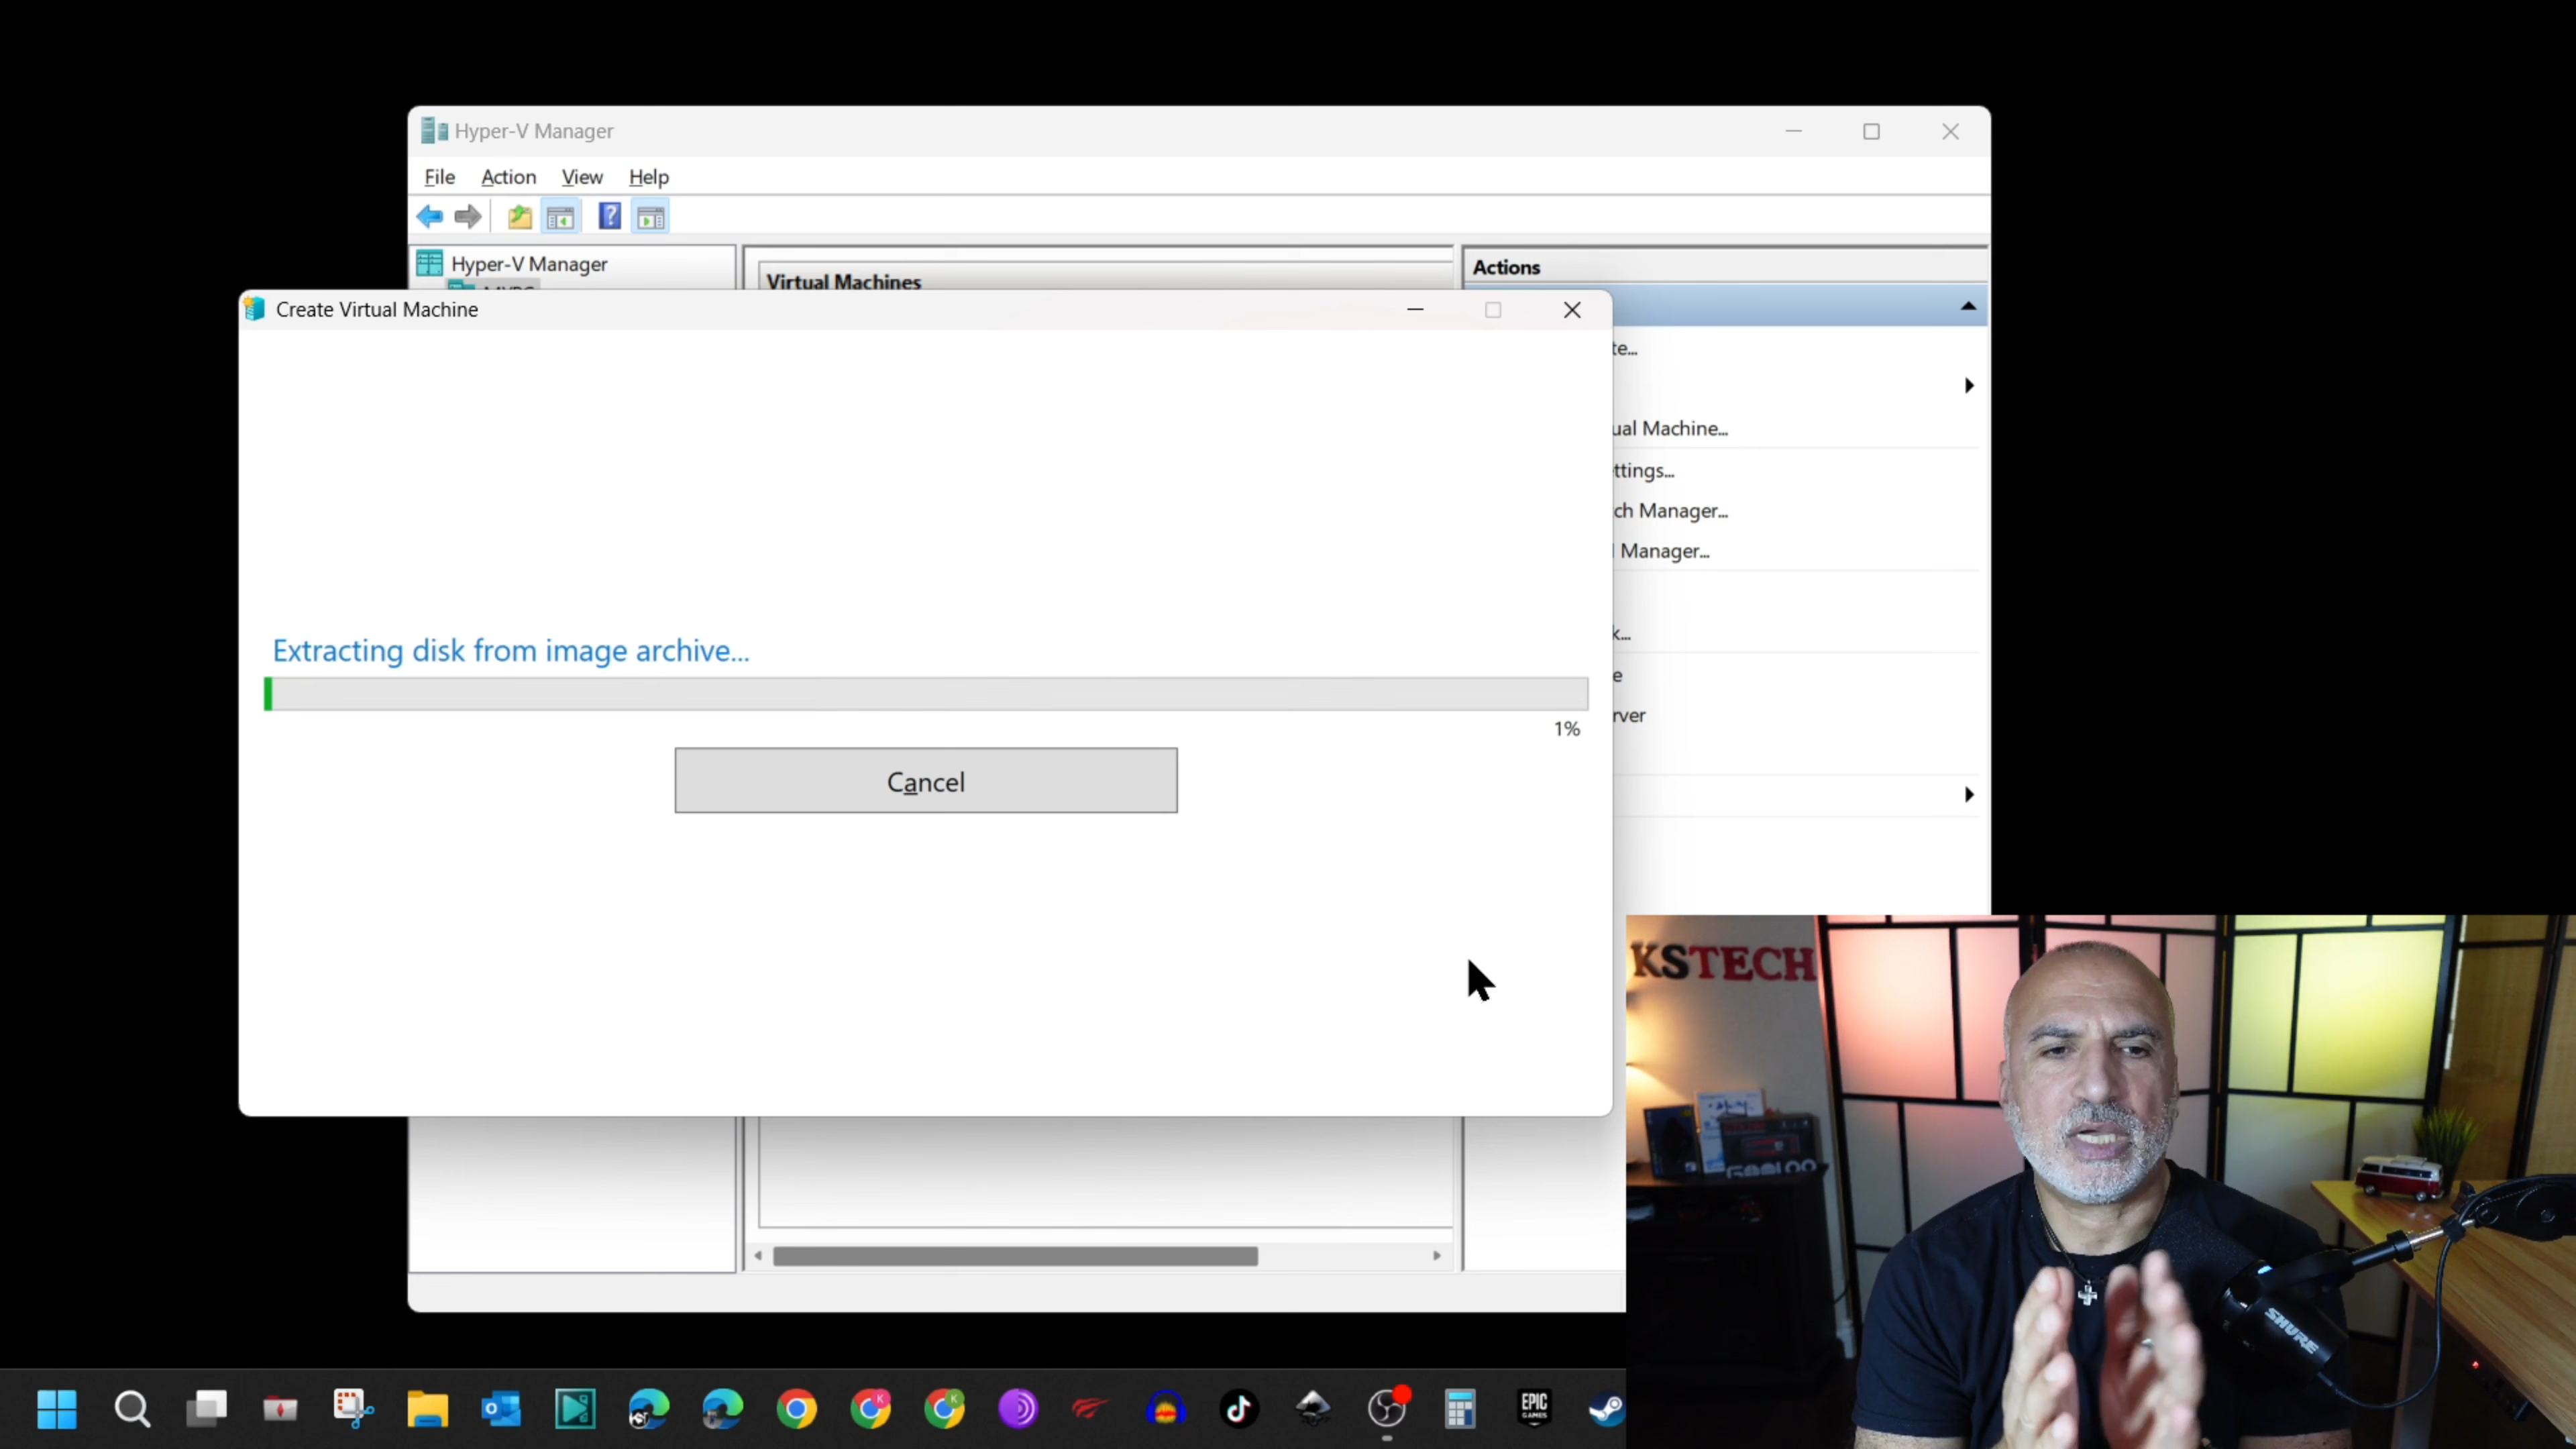 Hyper-V Manager
File Action View Help
Hyper-V Manager
Virtual Machines
Actions
Create Virtual Machine
te...
ual Machine...
ttings...
ch Manager...
l Manager...
k...
e
rver
Extracting disk from image archive...
1%
Cancel
KSTECH
SHURE
EPIC
GAMES